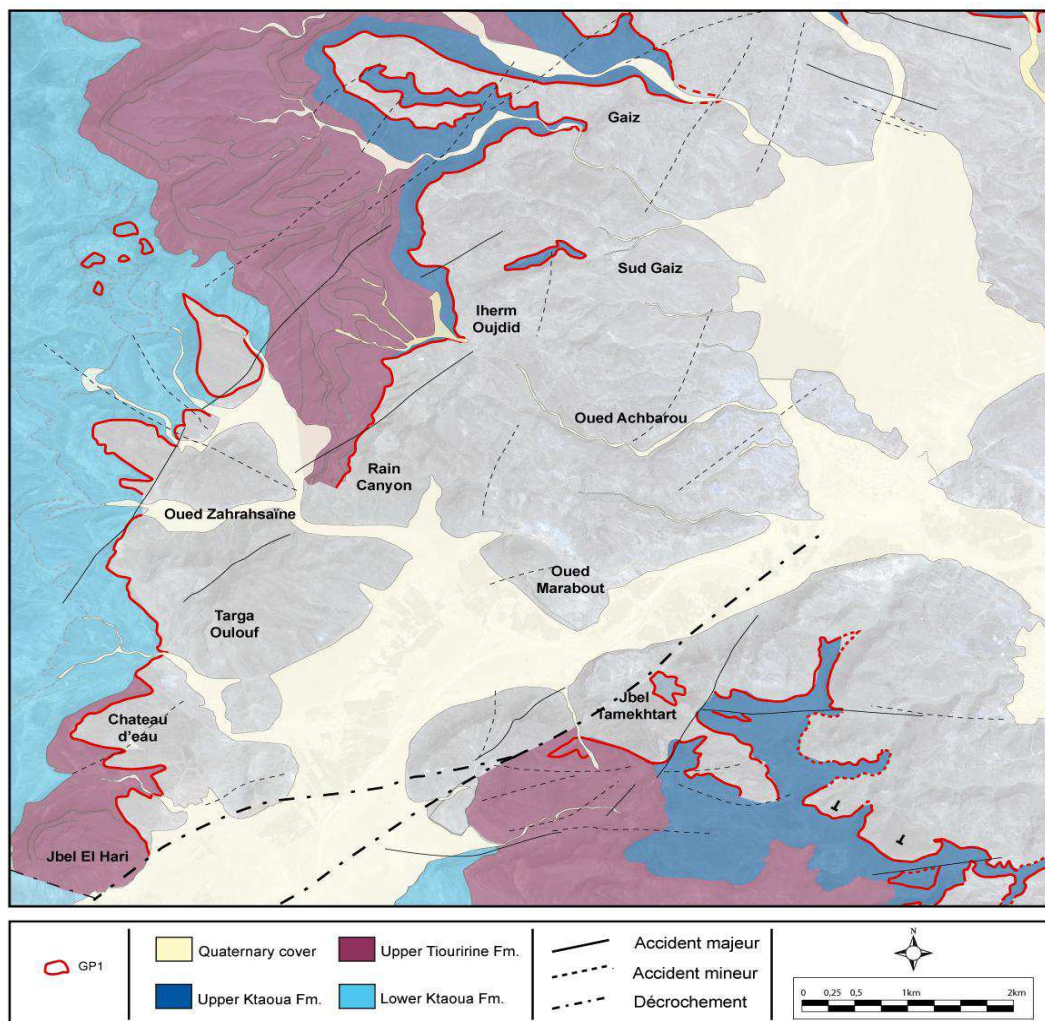 Gaiz
Sud Gaiz
Iherm
Oujdid
Oued Achbarou
Rain
Canyon
Oued Zahrahsaïne
Oued
Marabout
Targa
Oulouf
Jbel
Tamekhtart
Chateau
d'eáu
Jbel El Hari
GP1
Quaternary cover
Upper Tiouririne Fm.
Upper Ktaoua Fm.
Lower Ktaoua Fm.
Accident majeur
Accident mineur
Décrochement
N
0 0,25 0,5 1km 2km